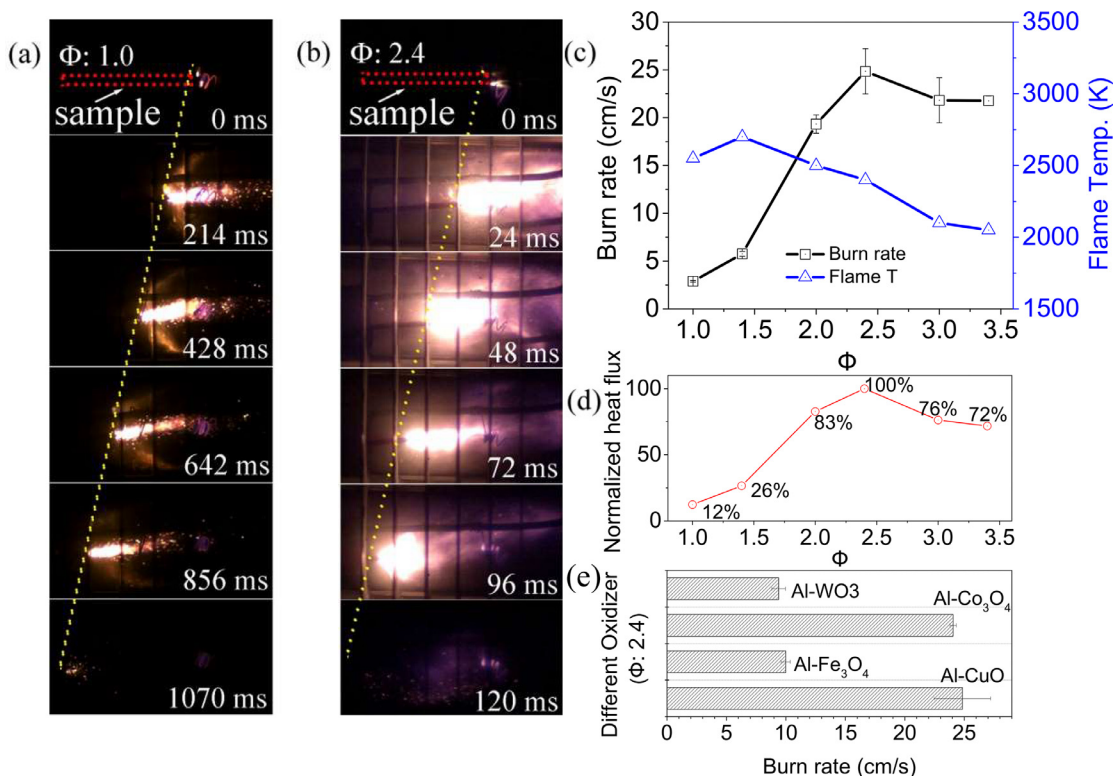 (a)
Φ: 1.0
sample
0 ms
214 ms
428 ms
642 ms
856 ms
1070 ms
(b)
Φ: 2.4
sample
0 ms
24 ms
48 ms
72 ms
96 ms
120 ms
(c)
Burn rate (cm/s)
30
25
20
15
10
5
0
Flame Temp. (K)
3500
3000
2500
2000
1500
Burn rate
Flame T
1.0 1.5 2.0 2.5 3.0 3.5
Φ
(d)
Normalized heat flux
100
50
0
12%
26%
83%
100%
76%
72%
1.0 1.5 2.0 2.5 3.0 3.5
Φ
(e)
Different Oxidizer
(Φ: 2.4)
Al-WO3
Al-Co₃O₄
Al-Fe₃O₄
Al-CuO
0 5 10 15 20 25
Burn rate (cm/s)